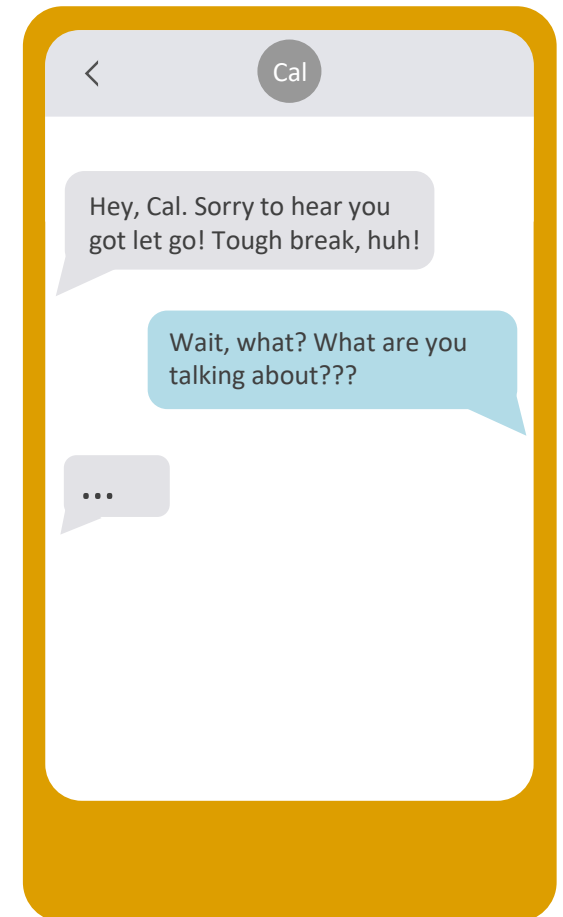 Cal
Hey, Cal. Sorry to hear you
got let go! Tough break, huh!
Wait, what? What are you
talking about???
...